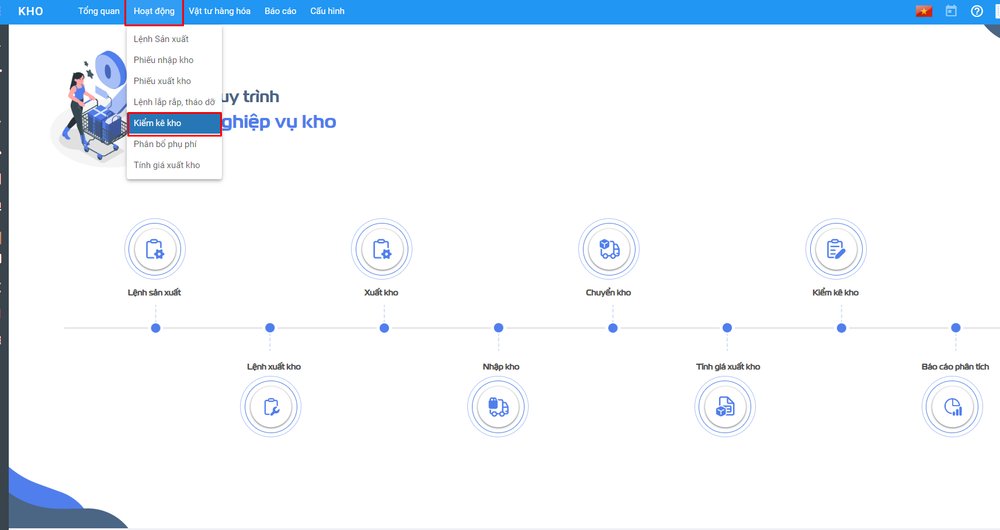 KHO
Tổng quan
Hoạt động
Vật tư hàng hóa
Báo cáo
Cấu hình
Lệnh Sản xuất
Phiếu nhập kho
Phiếu xuất kho
Lệnh lắp rắp, tháo dỡ
Kiểm kê kho
Phân bổ phụ phí
Tính giá xuất kho
uy trình
ghiệp vụ kho
Lệnh sản xuất
Xuất kho
Chuyển kho
Kiểm kê kho
Lệnh xuất kho
Nhập kho
Tính giá xuất kho
Báo cáo phân tích